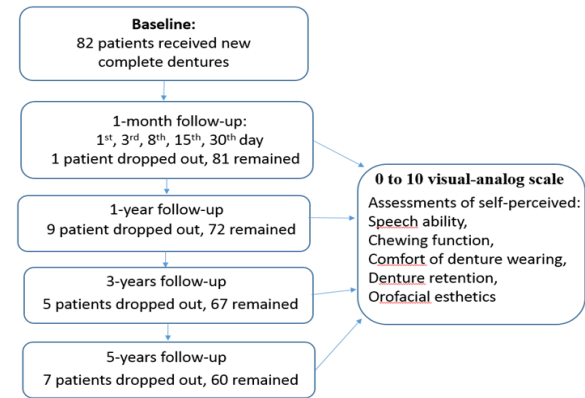 Baseline:
82 patients received new
complete dentures
1-month follow-up:
1st, 3rd, 8th, 15th, 30th day
1 patient dropped out, 81 remained
1-year follow-up
9 patient dropped out, 72 remained
3-years follow-up
5 patients dropped out, 67 remained
5-years follow-up
7 patients dropped out, 60 remained
0 to 10 visual-analog scale
Assessments of self-perceived:
Speech ability,
Chewing function,
Comfort of denture wearing,
Denture retention,
Orofacial esthetics